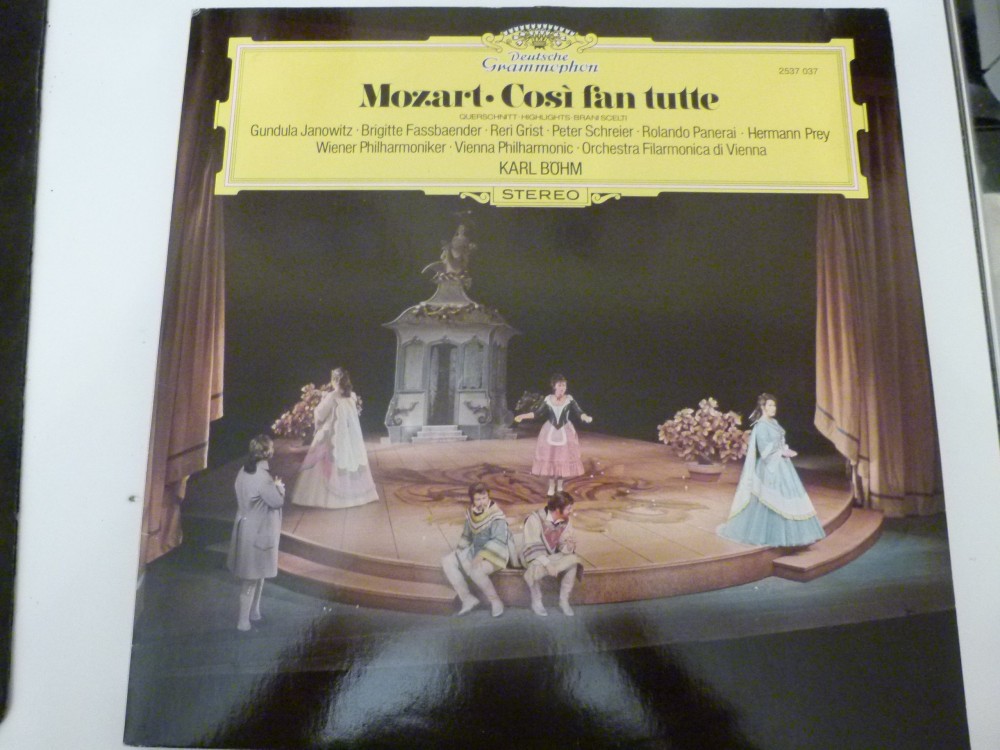 Deutsche
Grammophon
2537 037
Mozart · Così fan tutte
QUERSCHNITT · HIGHLIGHTS · BRANI SCELTI
Gundula Janowitz · Brigitte Fassbaender · Reri Grist · Peter Schreier · Rolando Panerai · Hermann Prey
Wiener Philharmoniker · Vienna Philharmonic · Orchestra Filarmonica di Vienna
KARL BÖHM
STEREO